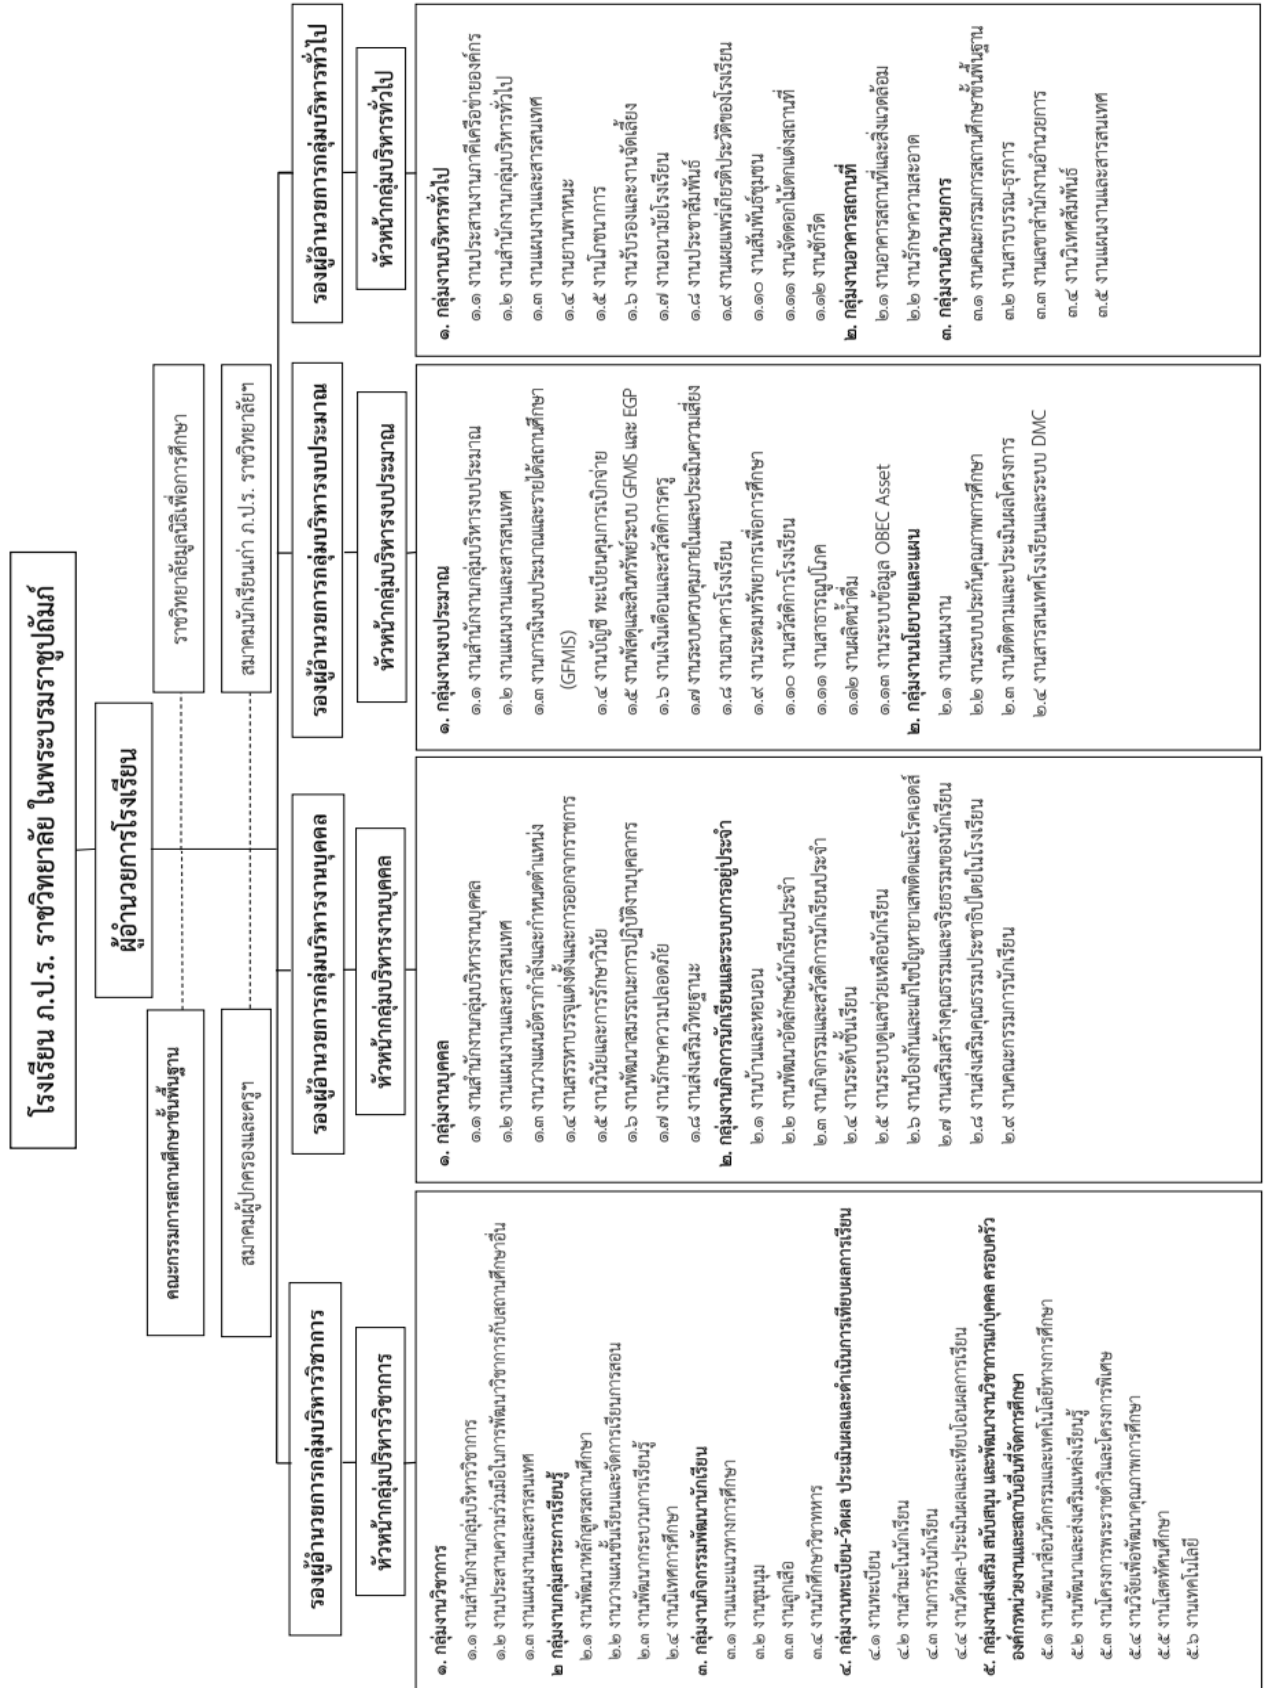 โรงเรียน ภ.ป.ร. ราชวิทยาลัย ในพระบรมราชูปถัมภ์
ผู้อำนวยการโรงเรียน
คณะกรรมการสถานศึกษาขั้นพื้นฐาน
ราชวิทยาลัยมูลนิธิเพื่อการศึกษา
สมาคมผู้ปกครองและครูฯ
สมาคมนักเรียนเก่า ภ.ป.ร. ราชวิทยาลัยฯ
รองผู้อำนวยการกลุ่มบริหารวิชาการ
หัวหน้ากลุ่มบริหารวิชาการ
๑. กลุ่มงานวิชาการ
๑.๑ งานสำนักงานกลุ่มบริหารวิชาการ
๑.๒ งานประสานความร่วมมือในการพัฒนาวิชาการกับสถานศึกษาอื่น
๑.๓ งานแผนงานและสารสนเทศ
๒ กลุ่มงานกลุ่มสาระการเรียนรู้
๒.๑ งานพัฒนาหลักสูตรสถานศึกษา
๒.๒ งานวางแผนชั้นเรียนและจัดการเรียนการสอน
๒.๓ งานพัฒนากระบวนการเรียนรู้
๒.๔ งานนิเทศการศึกษา
๓. กลุ่มงานกิจกรรมพัฒนานักเรียน
๓.๑ งานแนะแนวทางการศึกษา
๓.๒ งานชุมนุม
๓.๓ งานลูกเสือ
๓.๔ งานนักศึกษาวิชาทหาร
๔. กลุ่มงานทะเบียน-วัดผล ประเมินผลและดำเนินการเทียบผลการเรียน
๔.๑ งานทะเบียน
๔.๒ งานสำมะโนนักเรียน
๔.๓ งานการรับนักเรียน
๔.๔ งานวัดผล-ประเมินผลและเทียบโอนผลการเรียน
๕. กลุ่มงานส่งเสริม สนับสนุน และพัฒนางานวิชาการแก่บุคคล ครอบครัว
องค์กรหน่วยงานและสถาบันอื่นที่จัดการศึกษา
๕.๑ งานพัฒนาสื่อนวัตกรรมและเทคโนโลยีทางการศึกษา
๕.๒ งานพัฒนาและส่งเสริมแหล่งเรียนรู้
๕.๓ งานโครงการพระราชดำริและโครงการพิเศษ
๕.๔ งานวิจัยเพื่อพัฒนาคุณภาพการศึกษา
๕.๕ งานโสตทัศนศึกษา
๕.๖ งานเทคโนโลยี
รองผู้อำนวยการกลุ่มบริหารงานบุคคล
หัวหน้ากลุ่มบริหารงานบุคคล
๑. กลุ่มงานบุคคล
๑.๑ งานสำนักงานกลุ่มบริหารงานบุคคล
๑.๒ งานแผนงานและสารสนเทศ
๑.๓ งานวางแผนอัตรากำลังและกำหนดตำแหน่ง
๑.๔ งานสรรหาบรรจุแต่งตั้งและการออกจากราชการ
๑.๕ งานวินัยและการรักษาวินัย
๑.๖ งานพัฒนาสมรรถนะการปฏิบัติงานบุคลากร
๑.๗ งานรักษาความปลอดภัย
๑.๘ งานส่งเสริมวิทยฐานะ
๒. กลุ่มงานกิจการนักเรียนและระบบการอยู่ประจำ
๒.๑ งานบ้านและหอนอน
๒.๒ งานพัฒนาอัตลักษณ์นักเรียนประจำ
๒.๓ งานกิจกรรมและสวัสดิการนักเรียนประจำ
๒.๔ งานระดับชั้นเรียน
๒.๕ งานระบบดูแลช่วยเหลือนักเรียน
๒.๖ งานป้องกันและแก้ไขปัญหายาเสพติดและโรคเอดส์
๒.๗ งานเสริมสร้างคุณธรรมและจริยธรรมของนักเรียน
๒.๘ งานส่งเสริมคุณธรรมประชาธิปไตยในโรงเรียน
๒.๙ งานคณะกรรมการนักเรียน
รองผู้อำนวยการกลุ่มบริหารงบประมาณ
หัวหน้ากลุ่มบริหารงบประมาณ
๑. กลุ่มงานงบประมาณ
๑.๑ งานสำนักงานกลุ่มบริหารงบประมาณ
๑.๒ งานแผนงานและสารสนเทศ
๑.๓ งานการเงินงบประมาณและรายได้สถานศึกษา
(GFMIS)
๑.๔ งานบัญชี ทะเบียนคุมการเบิกจ่าย
๑.๕ งานพัสดุและสินทรัพย์ระบบ GFMIS และ EGP
๑.๖ งานเงินเดือนและสวัสดิการครู
๑.๗ งานระบบควบคุมภายในและประเมินความเสี่ยง
๑.๘ งานธนาคารโรงเรียน
๑.๙ งานระดมทรัพยากรเพื่อการศึกษา
๑.๑๐ งานสวัสดิการโรงเรียน
๑.๑๑ งานสาธารณูปโภค
๑.๑๒ งานผลิตน้ำดื่ม
๑.๑๓ งานระบบข้อมูล OBEC Asset
๒. กลุ่มงานนโยบายและแผน
๒.๑ งานแผนงาน
๒.๒ งานระบบประกันคุณภาพการศึกษา
๒.๓ งานติดตามและประเมินผลโครงการ
๒.๔ งานสารสนเทศโรงเรียนและระบบ DMC
รองผู้อำนวยการกลุ่มบริหารทั่วไป
หัวหน้ากลุ่มบริหารทั่วไป
๑. กลุ่มงานบริหารทั่วไป
๑.๑ งานประสานงานภาคีเครือข่ายองค์กร
๑.๒ งานสำนักงานกลุ่มบริหารทั่วไป
๑.๓ งานแผนงานและสารสนเทศ
๑.๔ งานยานพาหนะ
๑.๕ งานโภชนาการ
๑.๖ งานรับรองและงานจัดเลี้ยง
๑.๗ งานอนามัยโรงเรียน
๑.๘ งานประชาสัมพันธ์
๑.๙ งานเผยแพร่เกียรติประวัติของโรงเรียน
๑.๑๐ งานสัมพันธ์ชุมชน
๑.๑๑ งานจัดดอกไม้ตกแต่งสถานที่
๑.๑๒ งานซักรีด
๒. กลุ่มงานอาคารสถานที่
๒.๑ งานอาคารสถานที่และสิ่งแวดล้อม
๒.๒ งานรักษาความสะอาด
๓. กลุ่มงานอำนวยการ
๓.๑ งานคณะกรรมการสถานศึกษาขั้นพื้นฐาน
๓.๒ งานสารบรรณ-ธุรการ
๓.๓ งานเลขาสำนักงานอำนวยการ
๓.๔ งานวิเทศสัมพันธ์
๓.๕ งานแผนงานและสารสนเทศ